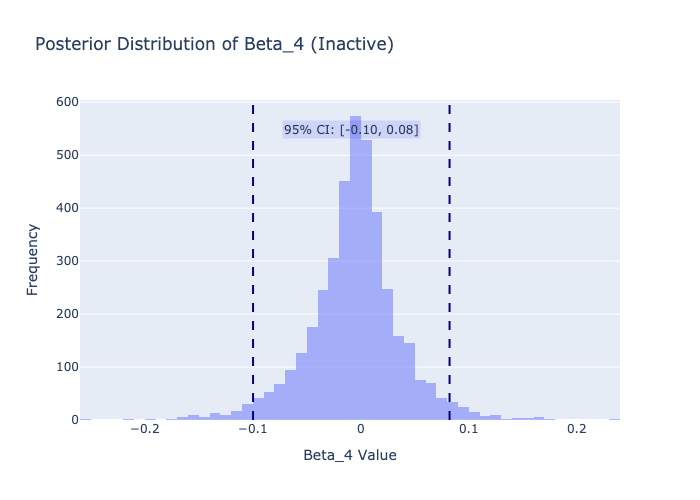 Posterior Distribution of Beta_4 (Inactive)
600
95% CI: [-0.10, 0.08]
500
400
Frequency
300
200
100
0
−0.2 −0.1 0 0.1 0.2
Beta_4 Value